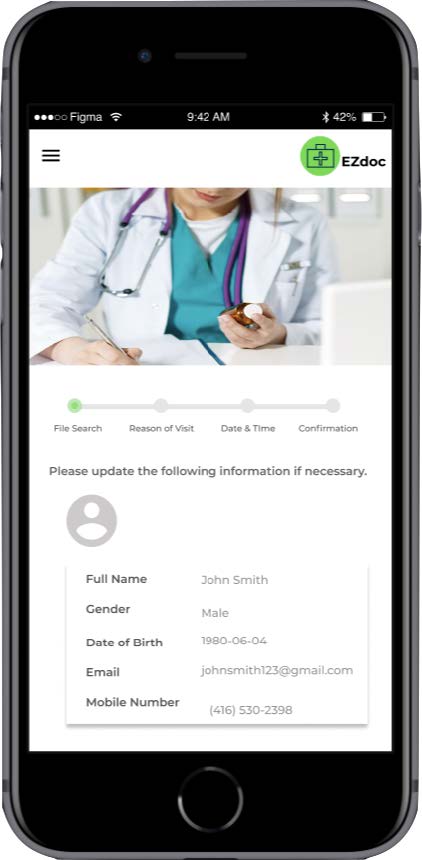 Figma 9:42 AM 42%
EZdoc
File Search Reason of Visit Date & TIme Confirmation
Please update the following information if necessary.
Full Name John Smith
Gender Male
Date of Birth 1980-06-04
Email johnsmith123@gmail.com
Mobile Number (416) 530-2398